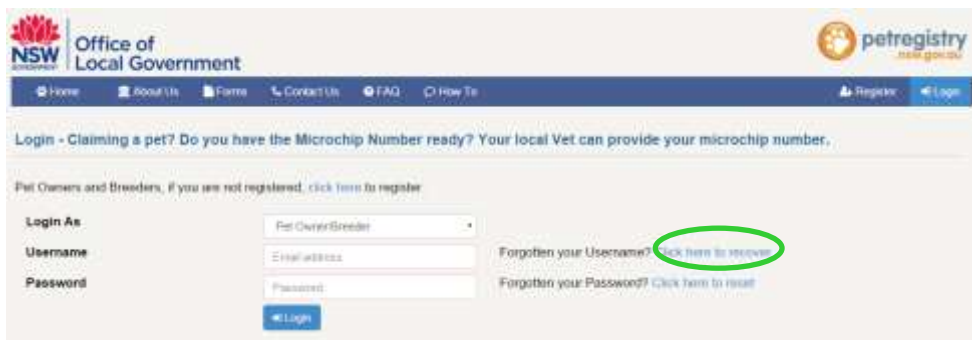 NSW
GOVERNMENT
Office of
Local Government
petregistry
nsw.gov.au
Home About Us Forms Contact Us FAQ How To Register Login
Login - Claiming a pet? Do you have the Microchip Number ready? Your local Vet can provide your microchip number.
Pet Owners and Breeders, if you are not registered, click here to register
Login As Pet Owner/Breeder
Username Email address Forgotten your Username? Click here to recover
Password Password Forgotten your Password? Click here to reset
Login